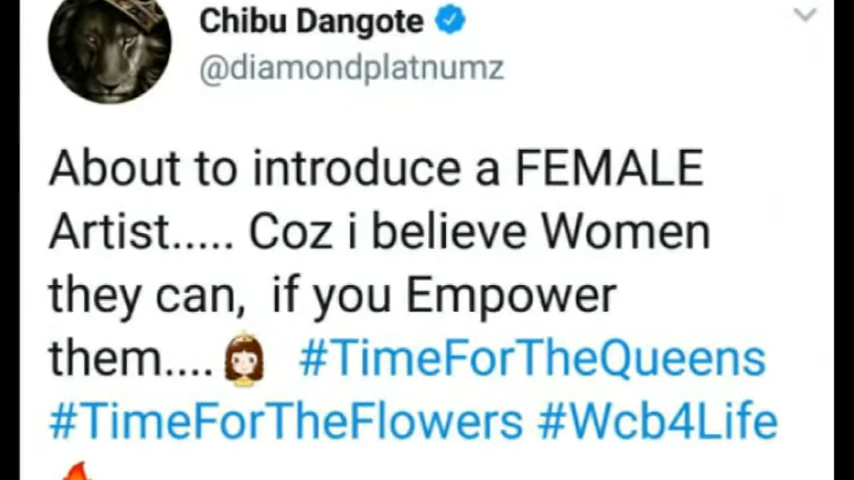 Chibu Dangote
@diamondplatnumz
About to introduce a FEMALE
Artist..... Coz i believe Women
they can, if you Empower
them....👸 #TimeForTheQueens
#TimeForTheFlowers #Wcb4Life
🔥